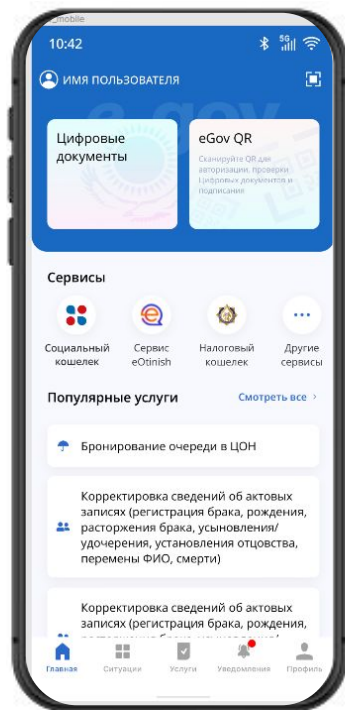 _mobile
10:42
5G
ИМЯ ПОЛЬЗОВАТЕЛЯ
e.gov
Цифровые
документы
eGov QR
Сканируйте QR для
авторизации, проверки
Цифровых документов и
подписания
Сервисы
Социальный
кошелек
Сервис
eOtinish
Налоговый
кошелек
Другие
сервисы
Популярные услуги
Смотреть все
Бронирование очереди в ЦОН
Корректировка сведений об актовых
записях (регистрация брака, рождения,
расторжения брака, усыновления/
удочерения, установления отцовства,
перемены ФИО, смерти)
Корректировка сведений об актовых
записях (регистрация брака, рождения,
Главная
Ситуации
Услуги
Уведомления
Профиль